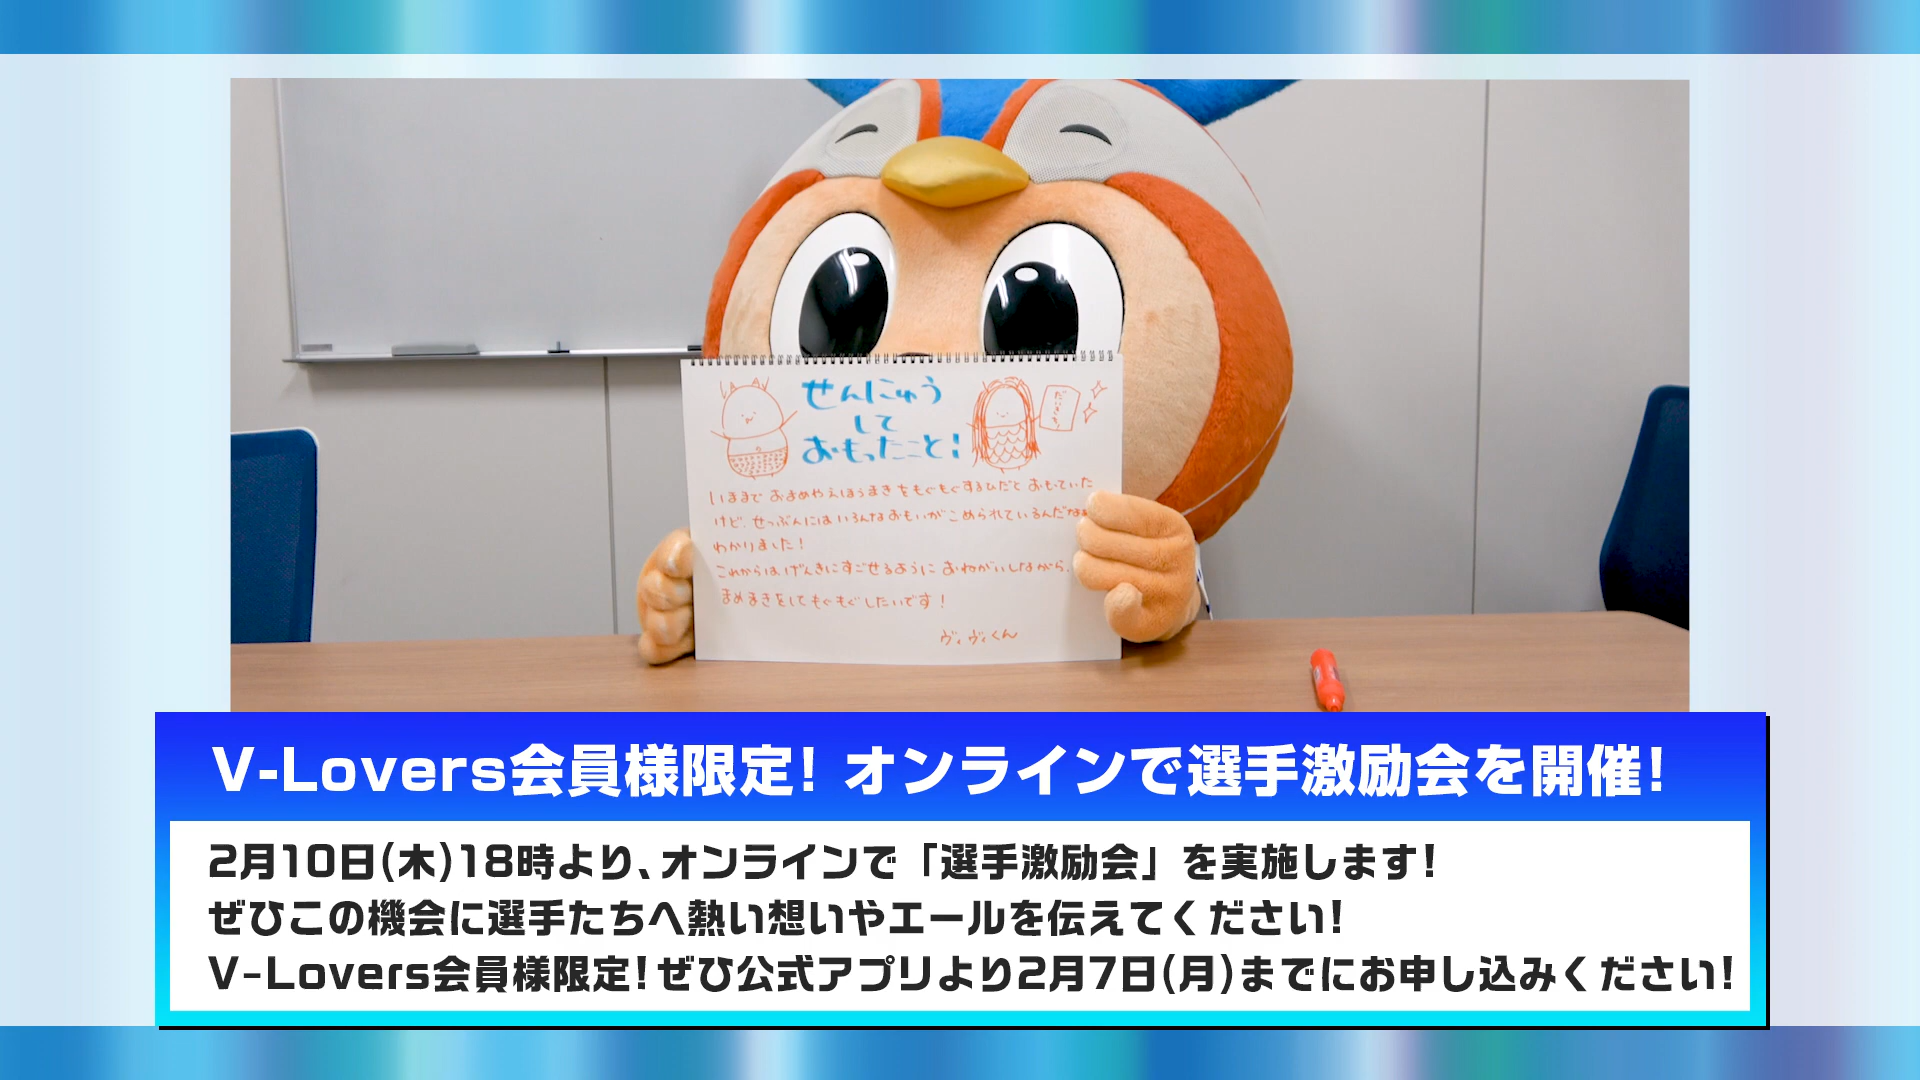 せんにゅう
して
おもったこと!
いままで おまめやえほうまきをもぐもぐするひだとおもっていた
けど、せつぶんにはいろんなおもいがこめられているんだなぁ
わかりました!
これからは、げんきにすごせるようにおねがいしながら、
まめまきをしてもぐもぐしたいです!
ヴィヴィくん
V-Lovers会員様限定! オンラインで選手激励会を開催!
2月10日(木)18時より、オンラインで「選手激励会」を実施します!
ぜひこの機会に選手たちへ熱い想いやエールを伝えてください!
V-Lovers会員様限定!ぜひ公式アプリより2月7日(月)までにお申し込みください!